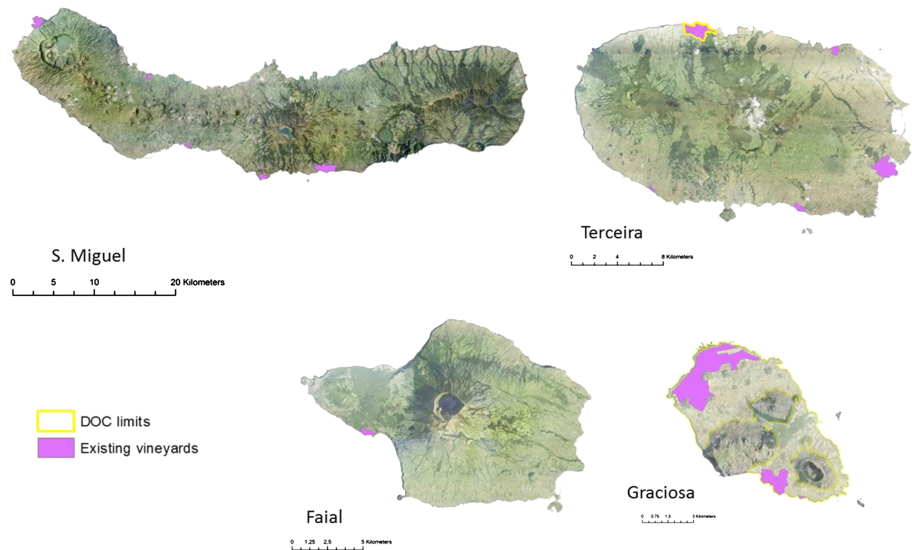 S. Miguel
0 5 10 20 Kilometers
Terceira
0 2 4 8 Kilometers
DOC limits
Existing vineyards
Faial
0 1,25 2,5 5 Kilometers
Graciosa
0 0,75 1,5 3 Kilometers